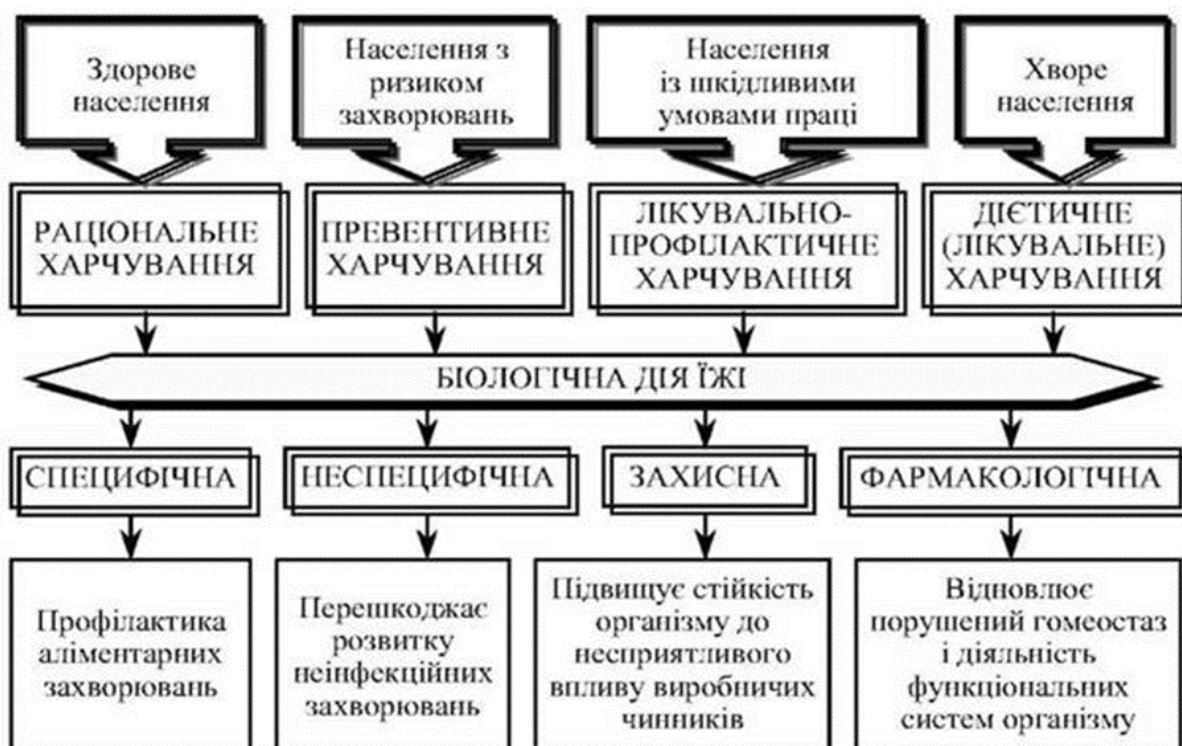 Здорове
населення
Населення з
ризиком
захворювань
Населення
із шкідливими
умовами праці
Хворе
населення
РАЦІОНАЛЬНЕ
ХАРЧУВАННЯ
ПРЕВЕНТИВНЕ
ХАРЧУВАННЯ
ЛІКУВАЛЬНО-
ПРОФІЛАКТИЧНЕ
ХАРЧУВАННЯ
ДІЄТИЧНЕ
(ЛІКУВАЛЬНЕ)
ХАРЧУВАННЯ
БІОЛОГІЧНА ДІЯ ЇЖІ
СПЕЦИФІЧНА
НЕСПЕЦИФІЧНА
ЗАХИСНА
ФАРМАКОЛОГІЧНА
Профілактика
аліментарних
захворювань
Перешкоджає
розвитку
неінфекційних
захворювань
Підвищує стійкість
організму до
несприятливого
впливу виробничих
чинників
Відновлює
порушений гомеостаз
і діяльність
функціональних
систем організму